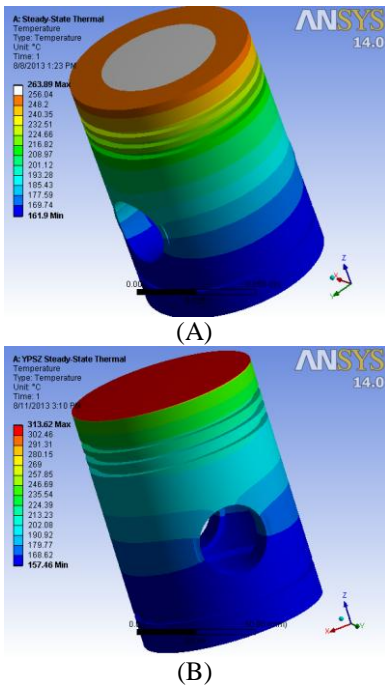 A: Steady-State Thermal
Temperature
Type: Temperature
Unit: °C
Time: 1
8/8/2013 1:23 PM
263.89 Max
256.04
248.2
240.35
232.51
224.66
216.82
208.97
201.12
193.28
185.43
177.59
169.74
161.9 Min
ANSYS
14.0
0.00
Z
X
Y
(A)
A: YPSZ Steady-State Thermal
Temperature
Type: Temperature
Unit: °C
Time: 1
8/11/2013 3:10 PM
313.62 Max
302.46
291.31
280.15
269
257.85
246.69
235.54
224.39
213.23
202.08
190.92
179.77
168.62
157.46 Min
ANSYS
14.0
Z
X
Y
(B)